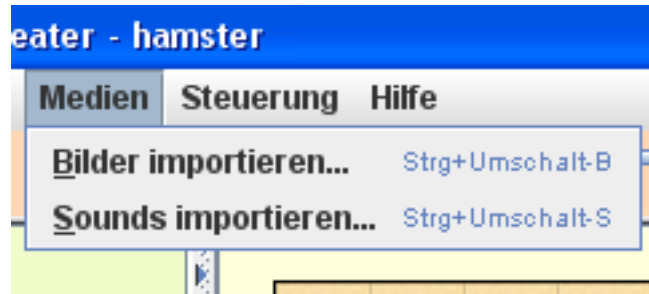 eater - hamster
Medien Steuerung Hilfe
Bilder importieren... Strg+Umschalt-B
Sounds importieren... Strg+Umschalt-S